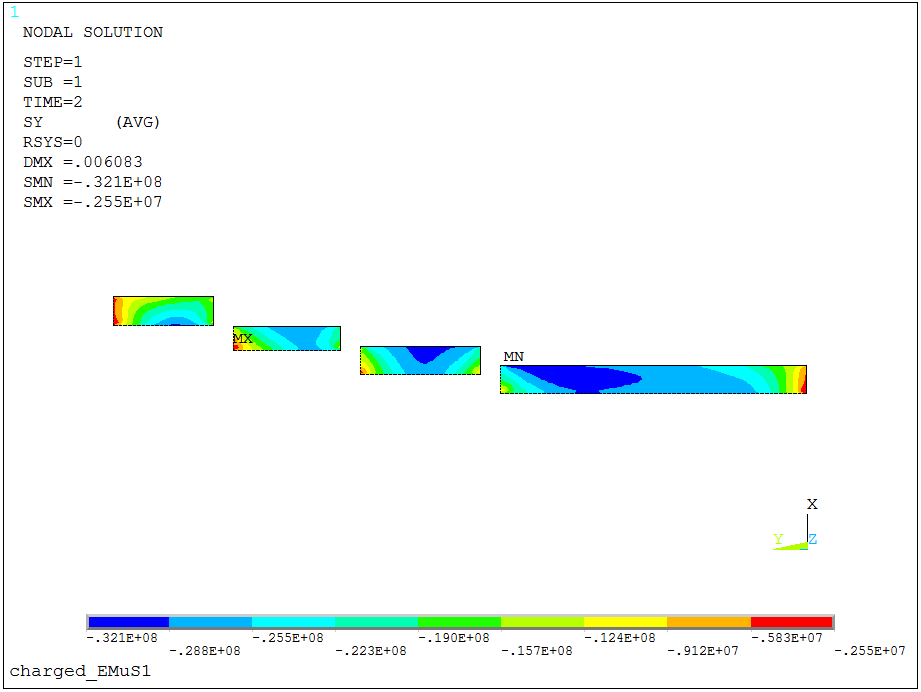 1
NODAL SOLUTION
STEP=1
SUB =1
TIME=2
SY (AVG)
RSYS=0
DMX =.006083
SMN =-.321E+08
SMX =-.255E+07
MX
MN
X
Y Z
-.321E+08 -.255E+08 -.190E+08 -.124E+08 -.583E+07
-.288E+08 -.223E+08 -.157E+08 -.912E+07 -.255E+07
charged_EMuS1